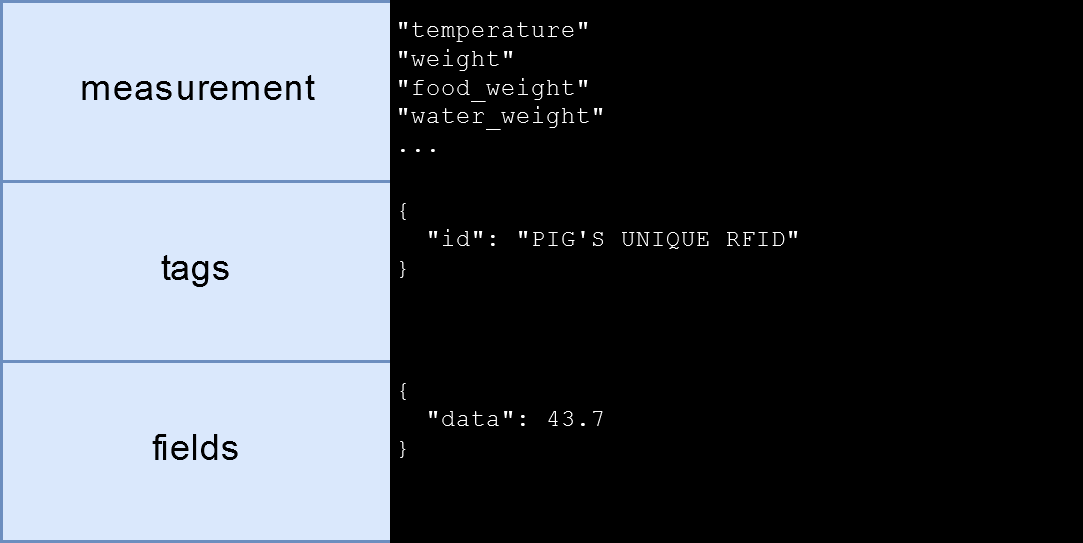 measurement
"temperature"
"weight"
"food_weight"
"water_weight"
...
tags
{
  "id": "PIG'S UNIQUE RFID"
}
fields
{
  "data": 43.7
}